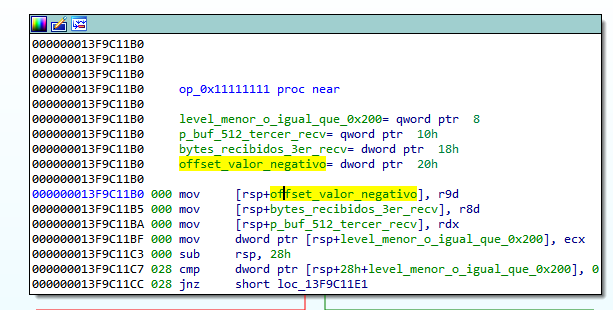 000000013F9C11B0
000000013F9C11B0
000000013F9C11B0
000000013F9C11B0 op_0x11111111 proc near
000000013F9C11B0
000000013F9C11B0 level_menor_o_igual_que_0x200= qword ptr  8
000000013F9C11B0 p_buf_512_tercer_recv= qword ptr  10h
000000013F9C11B0 bytes_recibidos_3er_recv= dword ptr  18h
000000013F9C11B0 offset_valor_negativo= dword ptr  20h
000000013F9C11B0
000000013F9C11B0 000 mov     [rsp+offset_valor_negativo], r9d
000000013F9C11B5 000 mov     [rsp+bytes_recibidos_3er_recv], r8d
000000013F9C11BA 000 mov     [rsp+p_buf_512_tercer_recv], rdx
000000013F9C11BF 000 mov     dword ptr [rsp+level_menor_o_igual_que_0x200], ecx
000000013F9C11C3 000 sub     rsp, 28h
000000013F9C11C7 028 cmp     dword ptr [rsp+28h+level_menor_o_igual_que_0x200], 0
000000013F9C11CC 028 jnz     short loc_13F9C11E1